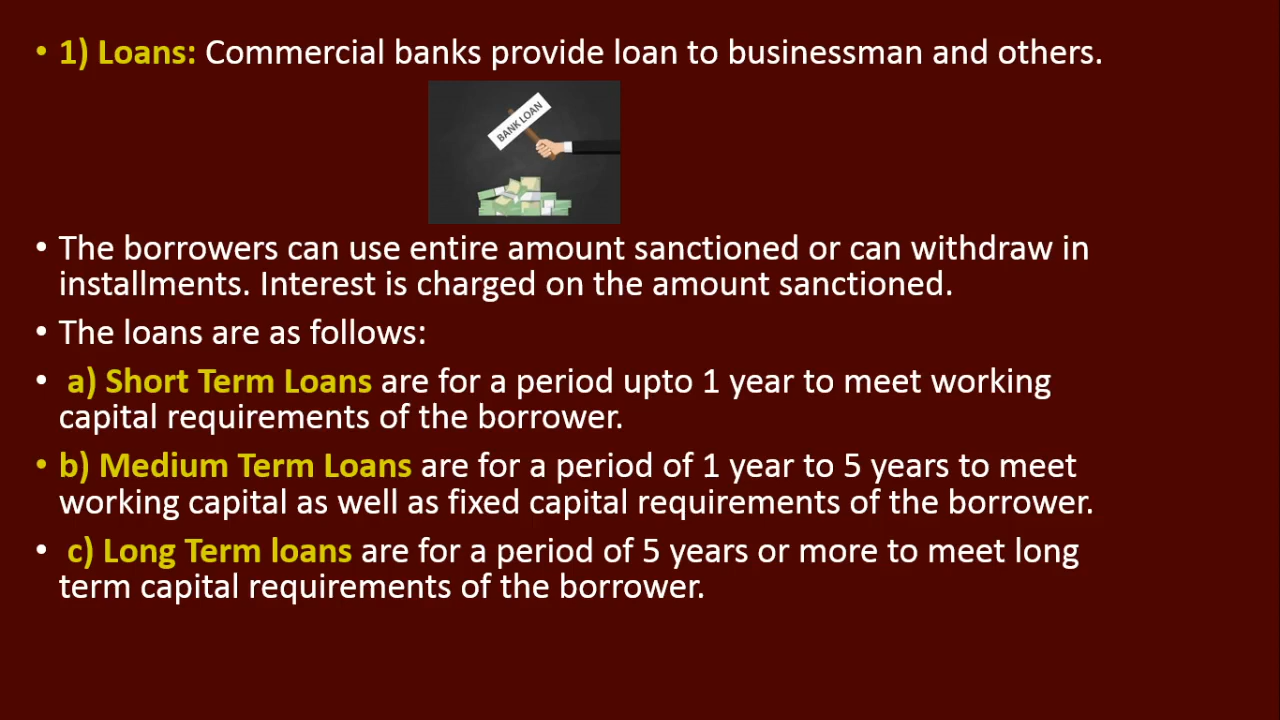 • 1) Loans: Commercial banks provide loan to businessman and others.
BANK LOAN
• The borrowers can use entire amount sanctioned or can withdraw in
installments. Interest is charged on the amount sanctioned.
• The loans are as follows:
• a) Short Term Loans are for a period upto 1 year to meet working
capital requirements of the borrower.
• b) Medium Term Loans are for a period of 1 year to 5 years to meet
working capital as well as fixed capital requirements of the borrower.
• c) Long Term loans are for a period of 5 years or more to meet long
term capital requirements of the borrower.